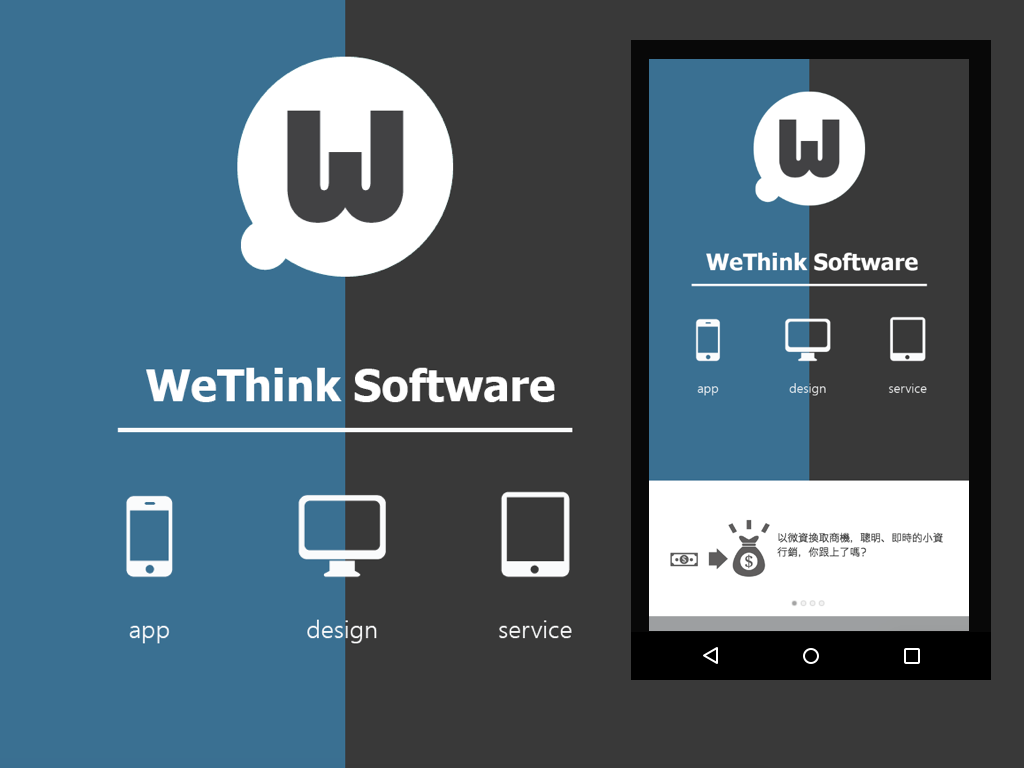 W
WeThink Software
app
design
service
W
WeThink Software
app
design
service
$
$
以微資換取商機，聰明、即時的小資
行銷，你跟上了嗎?